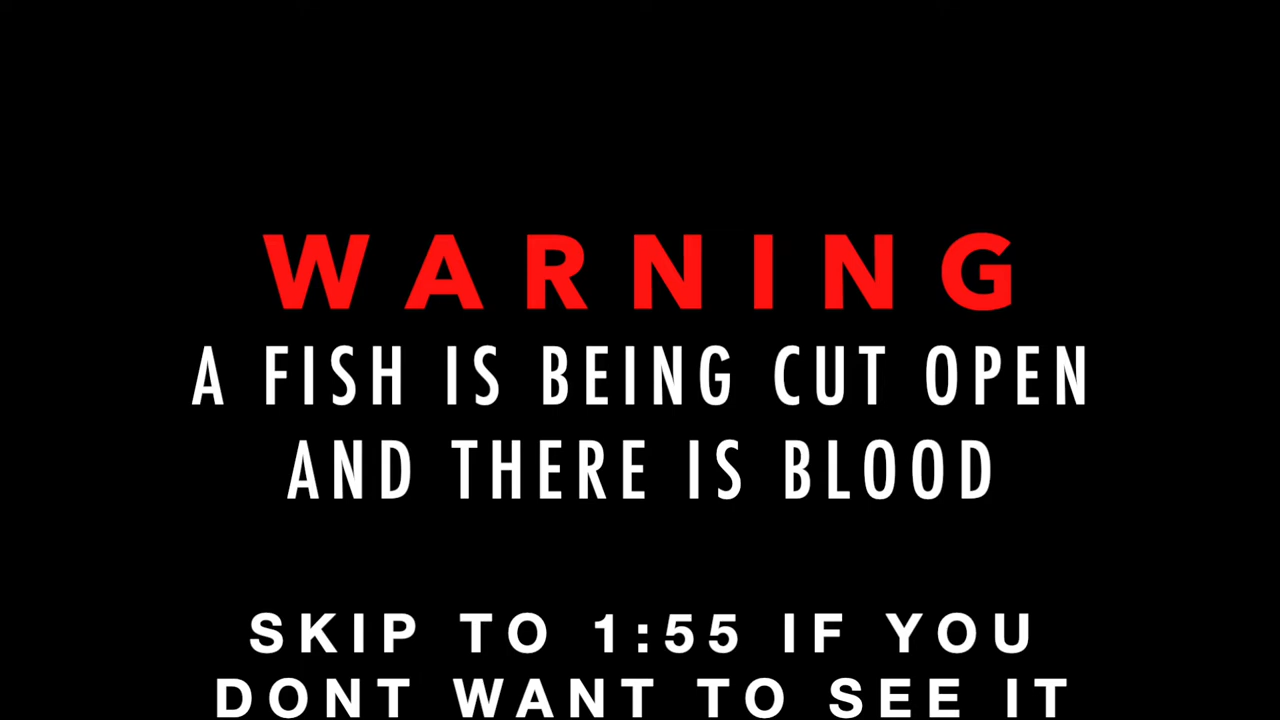 WARNING
A FISH IS BEING CUT OPEN
AND THERE IS BLOOD
SKIP TO 1:55 IF YOU
DONT WANT TO SEE IT